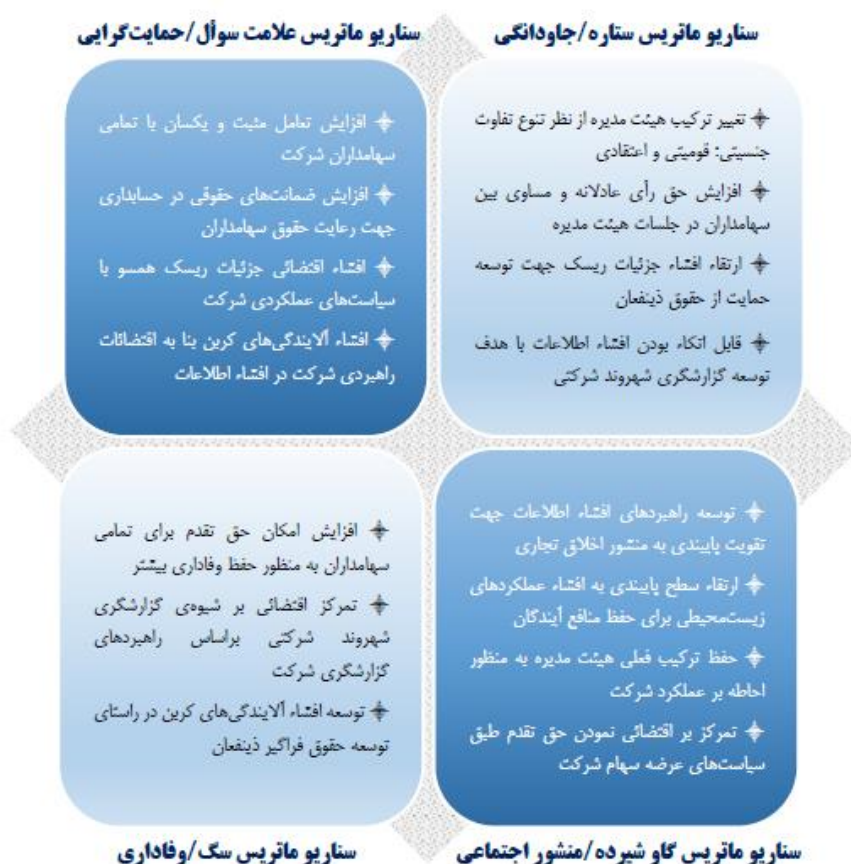 سناریو ماتریس ستاره/جاودانگی
تغییر ترکیب هیئت مدیره از نظر تنوع تفاوت
جنسیتی؛ قومیتی و اعتقادی
افزایش حق رأی عادلانه و مساوی بین
سهامداران در جلسات هیئت مدیره
ارتقاء افشاء جزئیات ریسک جهت توسعه
حمایت از حقوق ذینفعان
قابل اتکاء بودن افشاء اطلاعات با هدف
توسعه گزارشگری شهروند شرکتی
سناریو ماتریس علامت سوأل/حمایت‌گرایی
افزایش تعامل مثبت و یکسان با تمامی
سهامداران شرکت
افزایش ضمانت‌های حقوقی در حسابداری
جهت رعایت حقوق سهامداران
افشاء اقتضائی جزئیات ریسک همسو با
سیاست‌های عملکردی شرکت
افشاء آلایندگی‌های کربن بنا به اقتضائات
راهبردی شرکت در افشاء اطلاعات
توسعه راهبردهای افشاء اطلاعات جهت
تقویت پایبندی به منشور اخلاق تجاری
ارتقاء سطح پایبندی به افشاء عملکردهای
زیست‌محیطی برای حفظ منافع آیندگان
حفظ ترکیب فعلی هیئت مدیره به منظور
احاطه بر عملکرد شرکت
تمرکز بر اقتضائی نمودن حق تقدم طبق
سیاست‌های عرضه سهام شرکت
سناریو ماتریس گاو شیرده/منشور اجتماعی
افزایش امکان حق تقدم برای تمامی
سهامداران به منظور حفظ وفاداری بیشتر
تمرکز اقتضائی بر شیوه‌ی گزارشگری
شهروند شرکتی براساس راهبردهای
گزارشگری شرکت
توسعه افشاء آلایندگی‌های کربن در راستای
توسعه حقوق فراگیر ذینفعان
سناریو ماتریس سگ/وفاداری